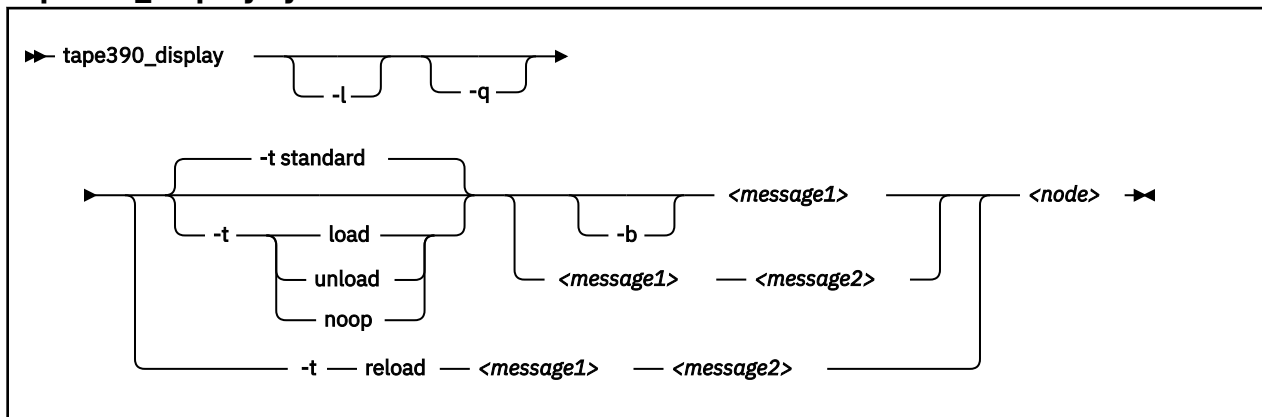 tape390_display
-l
-q
-t standard
-t
load
unload
noop
-b
<message1>
<message1>
<message2>
<node>
-t
reload
<message1>
<message2>